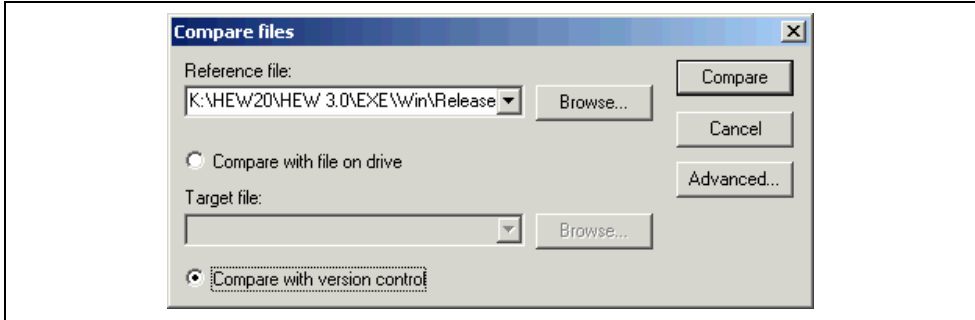 Compare files
Reference file:
K:\HEW20\HEW 3.0\EXE\Win\Release
Browse...
Compare
Cancel
Compare with file on drive
Advanced...
Target file:
Browse...
Compare with version control